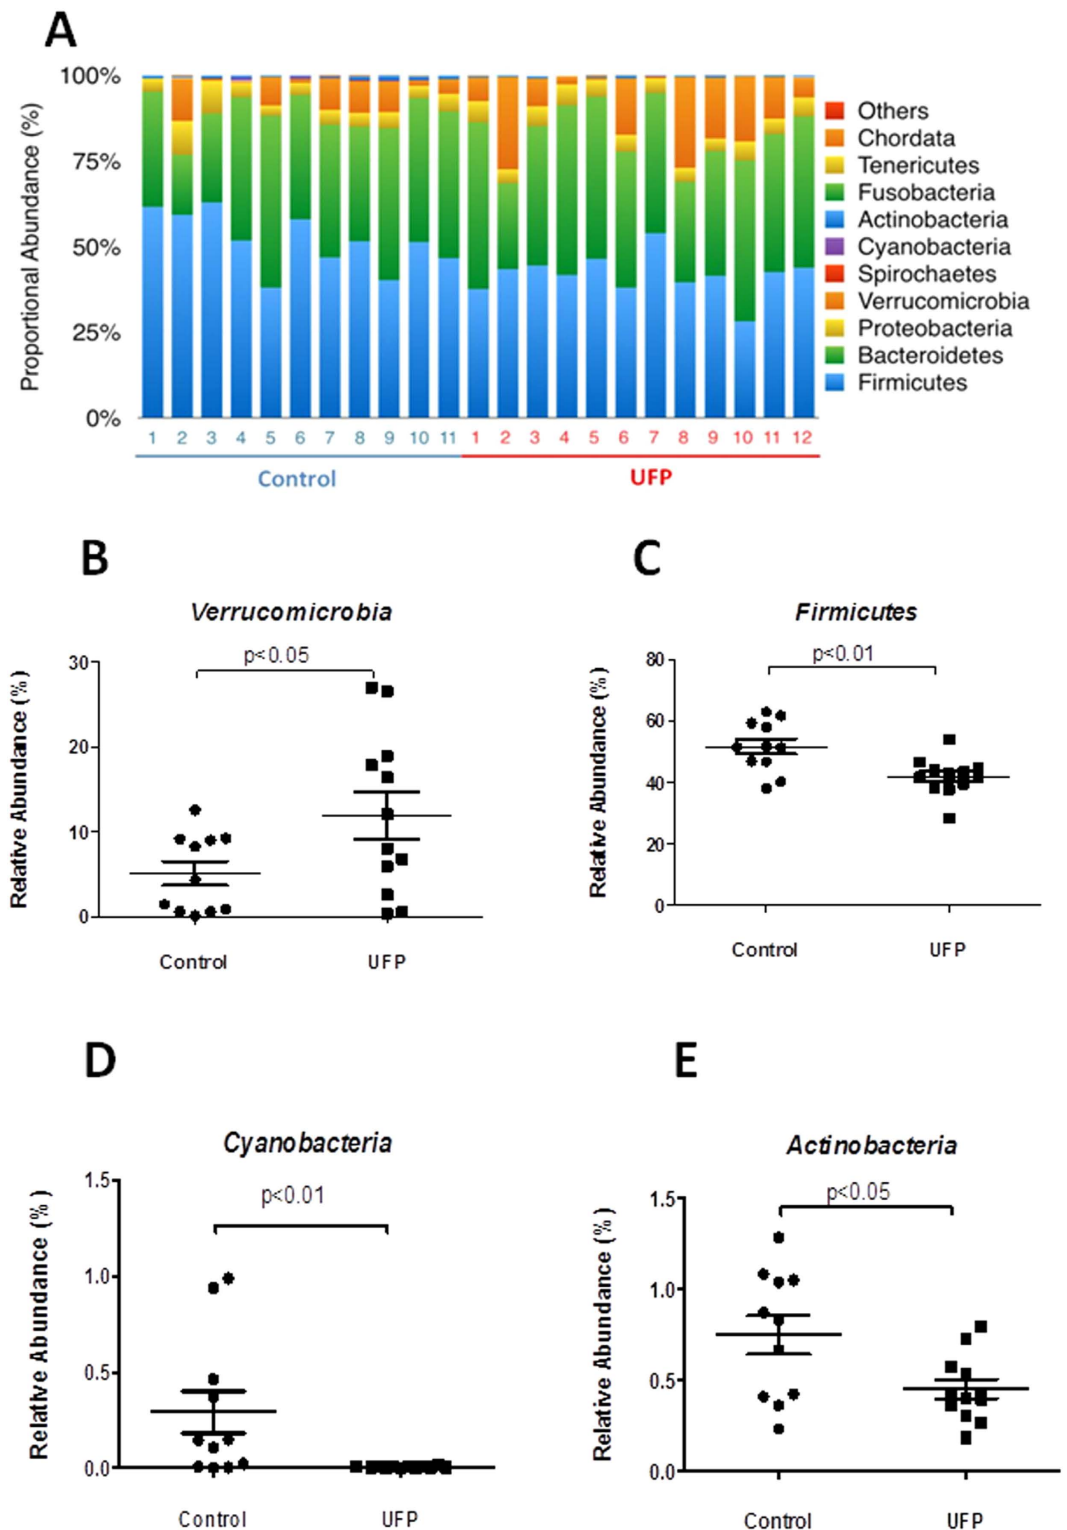 A
Proportional Abundance (%)
100%
75%
50%
25%
0%
1 2 3 4 5 6 7 8 9 10 11 1 2 3 4 5 6 7 8 9 10 11 12
Control UFP
Others
Chordata
Tenericutes
Fusobacteria
Actinobacteria
Cyanobacteria
Spirochaetes
Verrucomicrobia
Proteobacteria
Bacteroidetes
Firmicutes
B
Verrucomicrobia
p<0.05
Relative Abundance (%)
30
20
10
0
Control UFP
C
Firmicutes
p<0.01
Relative Abundance (%)
80
60
40
20
0
Control UFP
D
Cyanobacteria
p<0.01
Relative Abundance (%)
1.5
1.0
0.5
0.0
Control UFP
E
Actinobacteria
p<0.05
Relative Abundance (%)
1.5
1.0
0.5
0.0
Control UFP